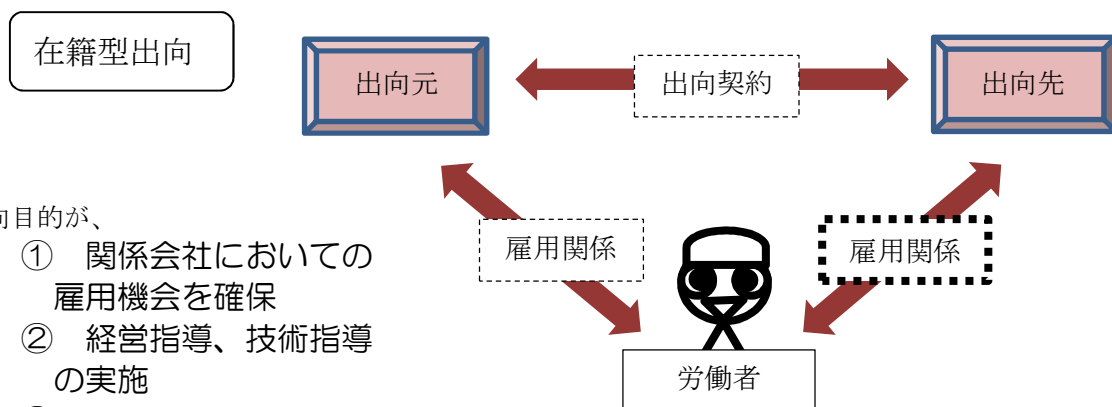 在籍型出向
出向元
出向契約
出向先
向目的が、
① 関係会社においての
雇用機会を確保
② 経営指導、技術指導
の実施
雇用関係
雇用関係
労働者